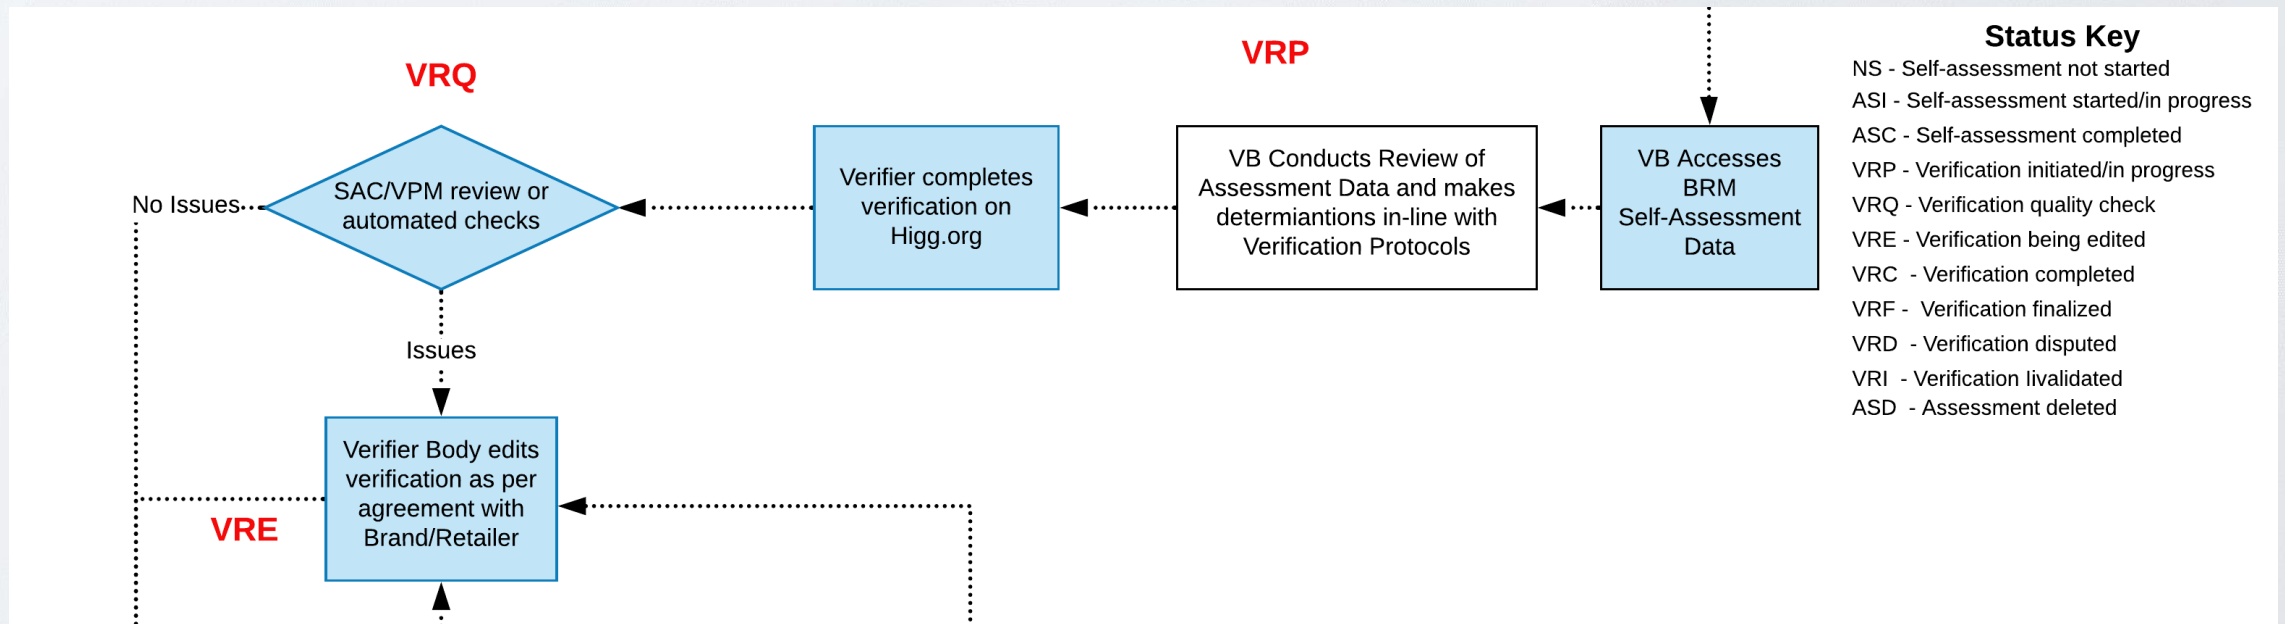 VRQ
VRP
Status Key
NS - Self-assessment not started
ASI - Self-assessment started/in progress
ASC - Self-assessment completed
VRP - Verification initiated/in progress
VRQ - Verification quality check
VRE - Verification being edited
VRC - Verification completed
VRF - Verification finalized
VRD - Verification disputed
VRI - Verification Iivalidated
ASD - Assessment deleted
No Issues
SAC/VPM review or
automated checks
Verifier completes
verification on
Higg.org
VB Conducts Review of
Assessment Data and makes
determiantions in-line with
Verification Protocols
VB Accesses
BRM
Self-Assessment
Data
Issues
Verifier Body edits
verification as per
agreement with
Brand/Retailer
VRE